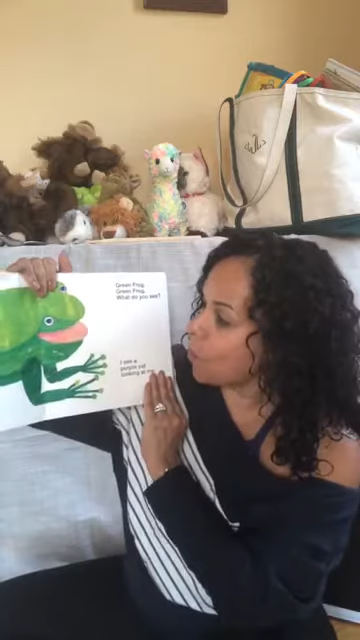 Green Frog,
Green Frog,
What do you see?
I see a
purple cat
looking at me.